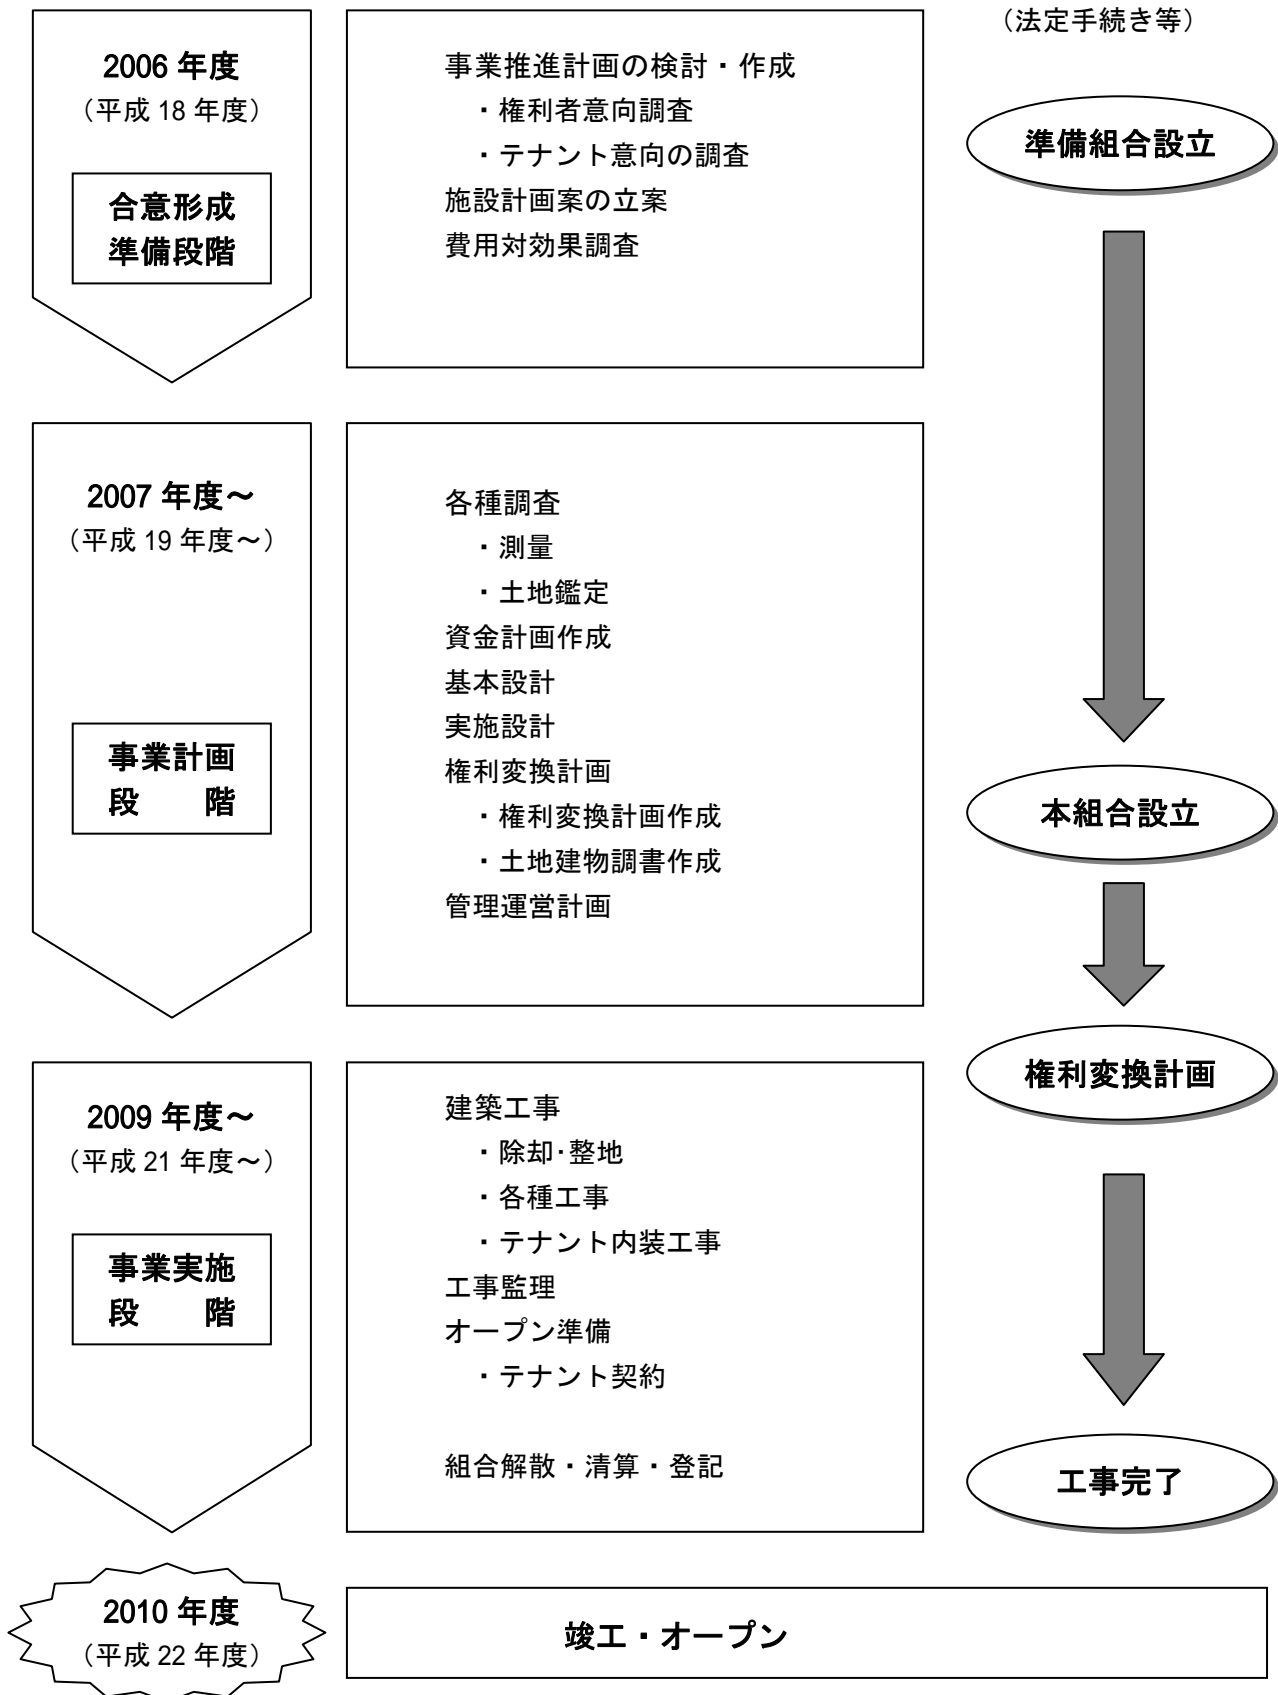 （法定手続き等）
2006 年度
（平成 18 年度）
合意形成
準備段階
事業推進計画の検討・作成
・権利者意向調査
・テナント意向の調査
施設計画案の立案
費用対効果調査
準備組合設立
2007 年度～
（平成 19 年度～）
事業計画
段　　階
各種調査
・測量
・土地鑑定
資金計画作成
基本設計
実施設計
権利変換計画
・権利変換計画作成
・土地建物調書作成
管理運営計画
本組合設立
権利変換計画
2009 年度～
（平成 21 年度～）
事業実施
段　　階
建築工事
・除却･整地
・各種工事
・テナント内装工事
工事監理
オープン準備
・テナント契約
組合解散・清算・登記
工事完了
2010 年度
（平成 22 年度）
竣工・オープン